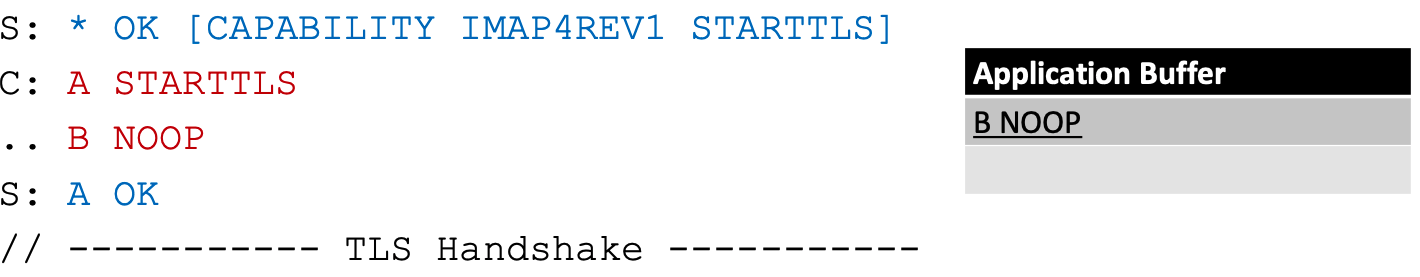 S: * OK [CAPABILITY IMAP4REV1 STARTTLS]
C: A STARTTLS
.. B NOOP
S: A OK
// ----------- TLS Handshake -----------
Application Buffer
B NOOP